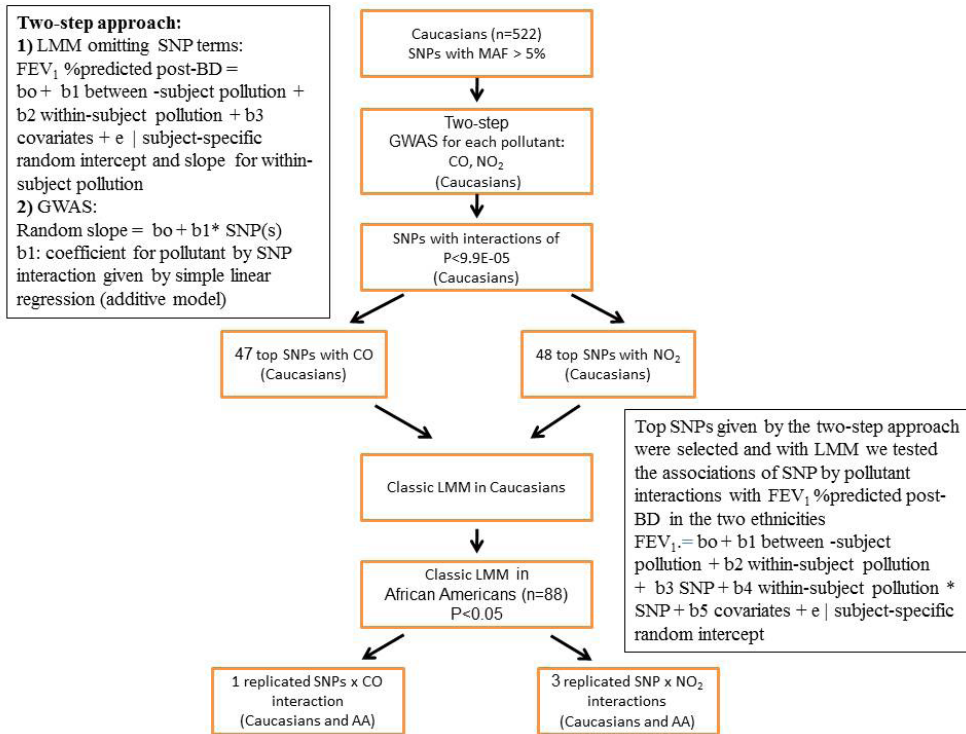 Two-step approach:
1) LMM omitting SNP terms:
FEV₁ %predicted post-BD =
bo + b1 between -subject pollution +
b2 within-subject pollution + b3
covariates + e | subject-specific
random intercept and slope for within-
subject pollution
2) GWAS:
Random slope = bo + b1* SNP(s)
b1: coefficient for pollutant by SNP
interaction given by simple linear
regression (additive model)
Caucasians (n=522)
SNPs with MAF > 5%
Two-step
GWAS for each pollutant:
CO, NO₂
(Caucasians)
SNPs with interactions of
P<9.9E-05
(Caucasians)
47 top SNPs with CO
(Caucasians)
48 top SNPs with NO₂
(Caucasians)
Classic LMM in Caucasians
Top SNPs given by the two-step approach
were selected and with LMM we tested
the associations of SNP by pollutant
interactions with FEV₁ %predicted post-
BD in the two ethnicities
FEV₁.= bo + b1 between -subject
pollution + b2 within-subject pollution
+ b3 SNP + b4 within-subject pollution *
SNP + b5 covariates + e | subject-specific
random intercept
Classic LMM in
African Americans (n=88)
P<0.05
1 replicated SNPs x CO
interaction
(Caucasians and AA)
3 replicated SNP x NO₂
interactions
(Caucasians and AA)